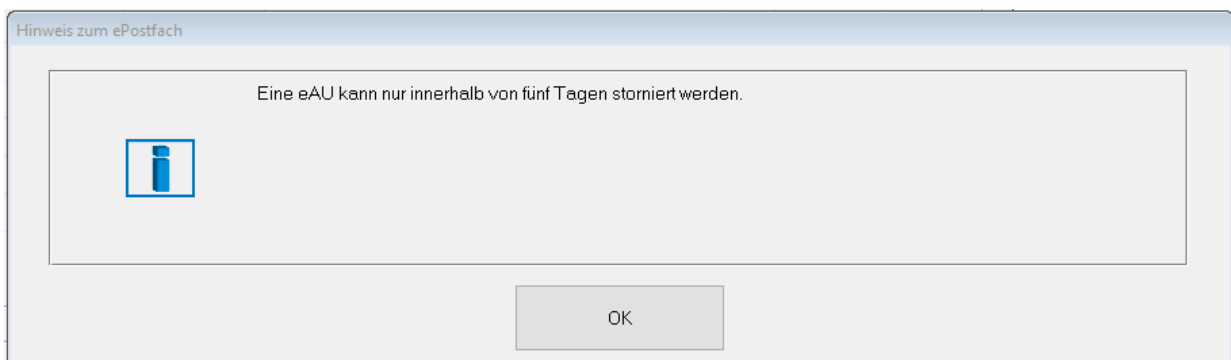 Hinweis zum ePostfach
Eine eAU kann nur innerhalb von fünf Tagen storniert werden.
OK